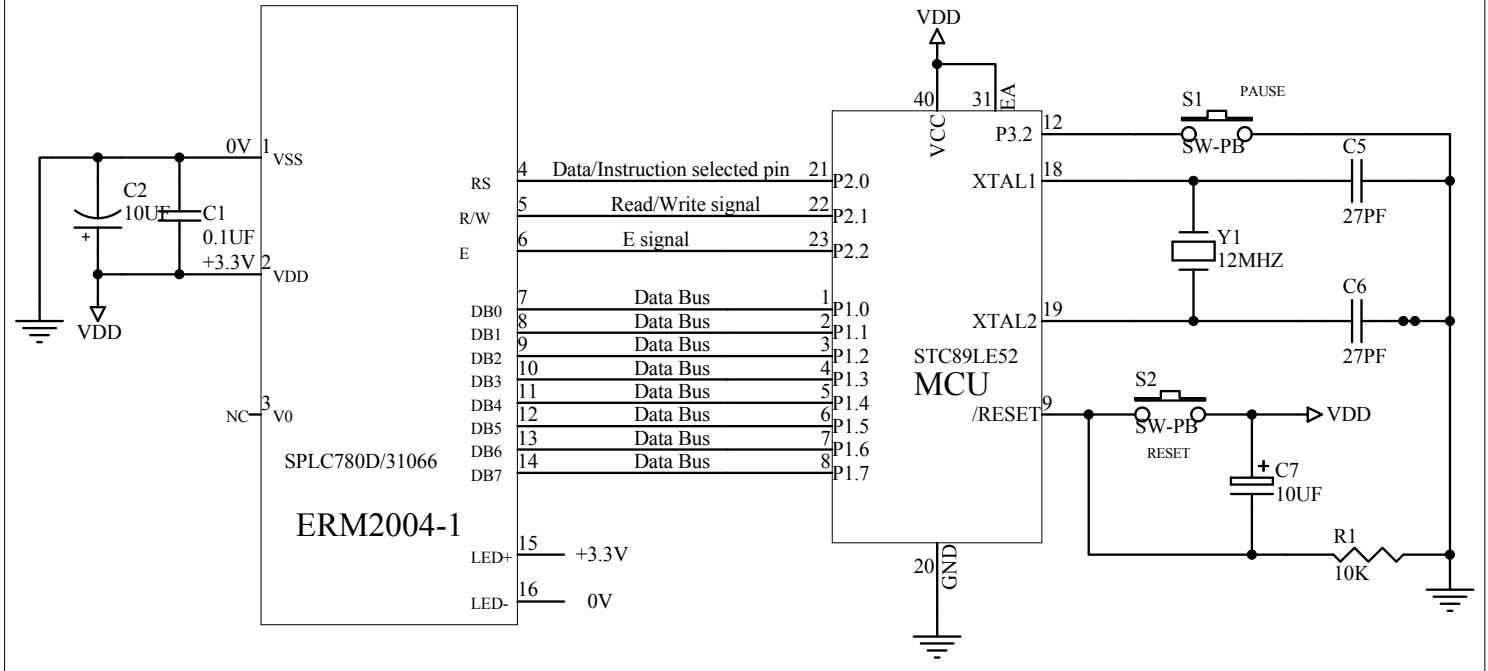 0V
1
VSS
C2
10UF
C1
0.1UF
+3.3V
2
VDD
VDD
NC
3
V0
SPLC780D/31066
ERM2004-1
RS
4
Data/Instruction selected pin
21
P2.0
R/W
5
Read/Write signal
22
P2.1
E
6
E signal
23
P2.2
DB0
7
Data Bus
1
P1.0
DB1
8
Data Bus
2
P1.1
DB2
9
Data Bus
3
P1.2
DB3
10
Data Bus
4
P1.3
DB4
11
Data Bus
5
P1.4
DB5
12
Data Bus
6
P1.5
DB6
13
Data Bus
7
P1.6
DB7
14
Data Bus
8
P1.7
LED+
15
+3.3V
LED-
16
0V
VDD
40
VCC
31
EA
P3.2
12
XTAL1
18
XTAL2
19
STC89LE52
MCU
/RESET
9
20
GND
S1
PAUSE
SW-PB
C5
27PF
Y1
12MHZ
C6
27PF
S2
SW-PB
RESET
VDD
+
C7
10UF
R1
10K
+